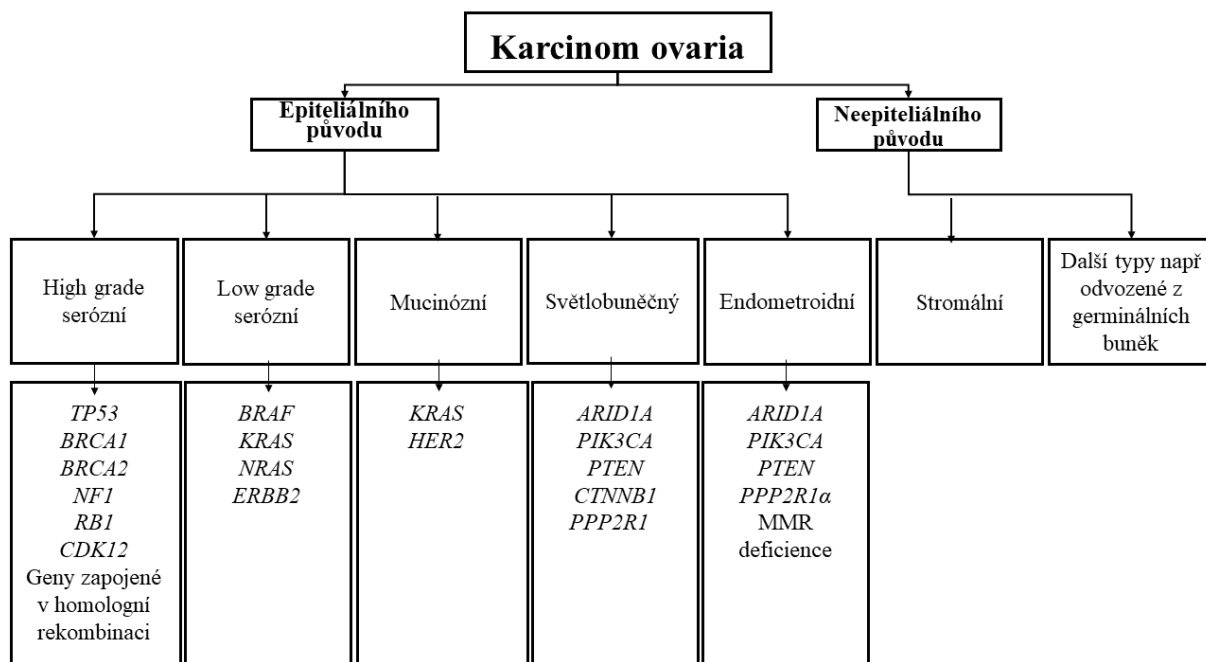 Karcinom ovaria
Epiteliálního
původu
Neepiteliálního
původu
High grade
serózní
Low grade
serózní
Mucinózní
Světlobuněčný
Endometroidní
Stromální
Další typy např
odvozené z
germinálních
buněk
TP53
BRCA1
BRCA2
NF1
RB1
CDK12
Geny zapojené
v homologní
rekombinaci
BRAF
KRAS
NRAS
ERBB2
KRAS
HER2
ARID1A
PIK3CA
PTEN
CTNNB1
PPP2R1
ARID1A
PIK3CA
PTEN
PPP2R1α
MMR
deficience